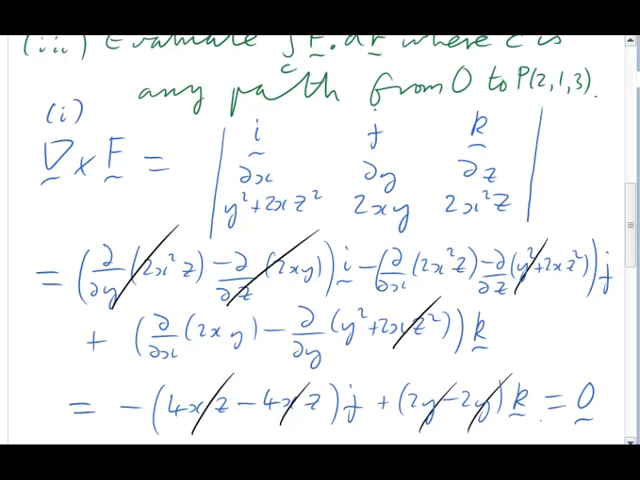 (iii) Evaluate ∫_C F . dr where C is
any path from O to P(2,1,3).
(i)
∇ × F = | i j k
∂x ∂y ∂z
y² + 2xz² 2xy 2x²z |
= (∂/∂y (2x²z) − ∂/∂z (2xy)) i − (∂/∂x (2x²z) − ∂/∂z (y² + 2xz²)) j
+ (∂/∂x (2xy) − ∂/∂y (y² + 2xz²)) k
= −(4xz − 4xz) j + (2y − 2y) k = 0